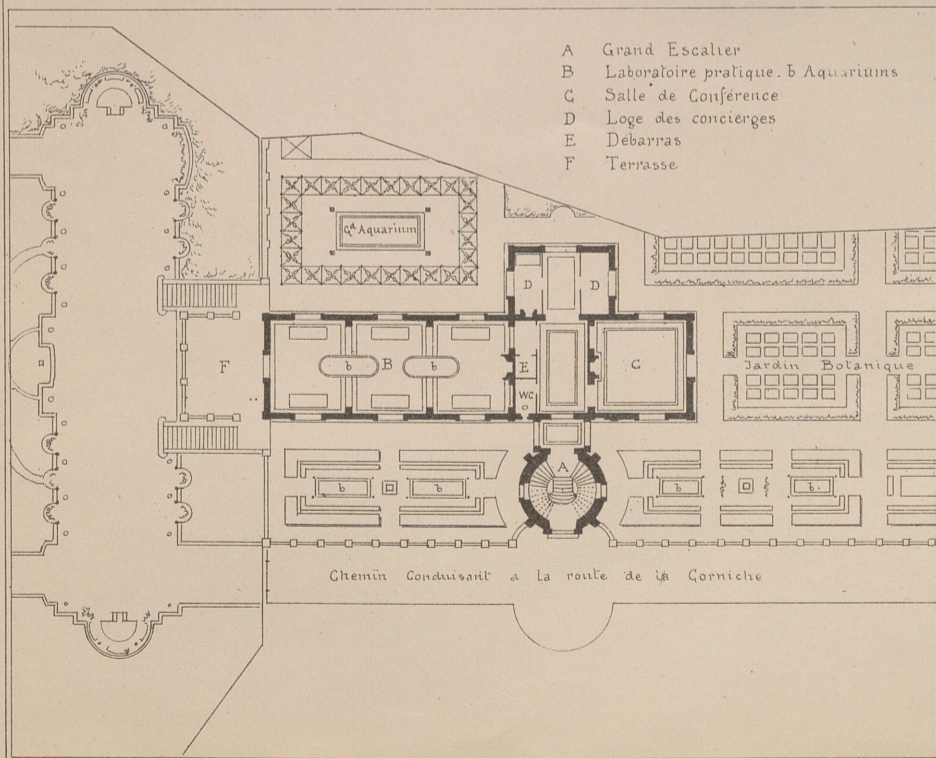 A Grand Escalier
B Laboratoire pratique. b Aquariums
C Salle de Conférence
D Loge des concierges
E Débarras
F Terrasse
Gd Aquarium
D D
F b B b E C
WC
Jardin Botanique
A
b b b b.
Chemin Conduisant a la route de la Corniche